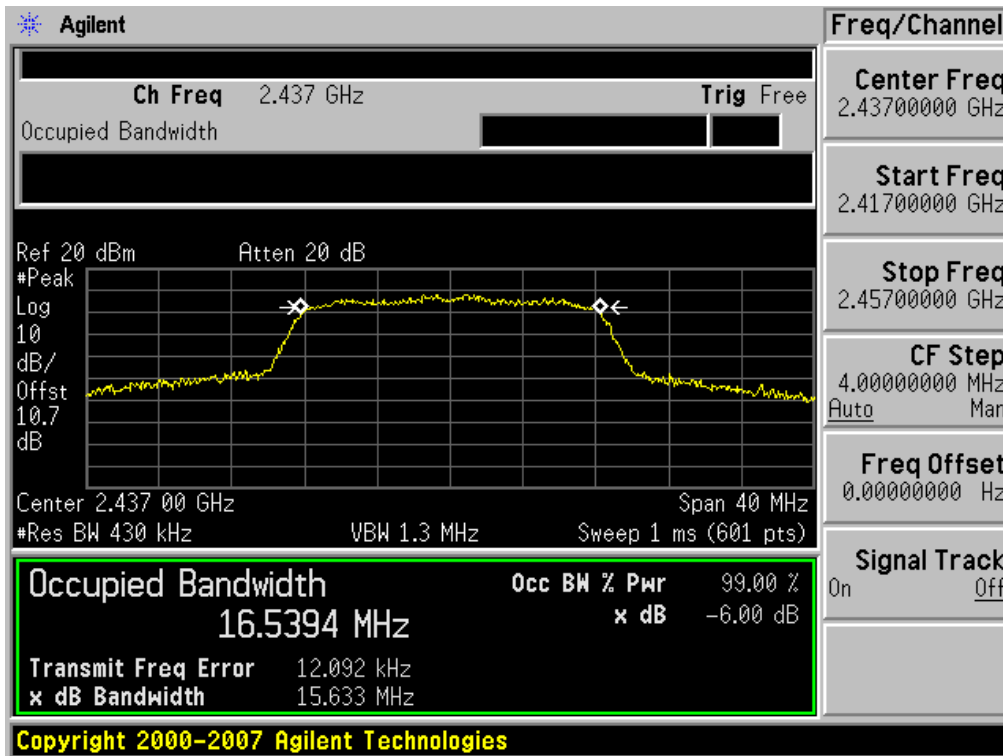 Agilent
Freq/Channel
Ch Freq 2.437 GHz Trig Free
Occupied Bandwidth
Center Freq
2.43700000 GHz
Start Freq
2.41700000 GHz
Stop Freq
2.45700000 GHz
CF Step
4.00000000 MHz
Auto Man
Freq Offset
0.00000000 Hz
Signal Track
On Off
Ref 20 dBm Atten 20 dB
#Peak
Log
10
dB/
Offst
10.7
dB
Center 2.437 00 GHz Span 40 MHz
#Res BW 430 kHz VBW 1.3 MHz Sweep 1 ms (601 pts)
Occupied Bandwidth Occ BW % Pwr 99.00 %
16.5394 MHz x dB -6.00 dB
Transmit Freq Error 12.092 kHz
x dB Bandwidth 15.633 MHz
Copyright 2000-2007 Agilent Technologies